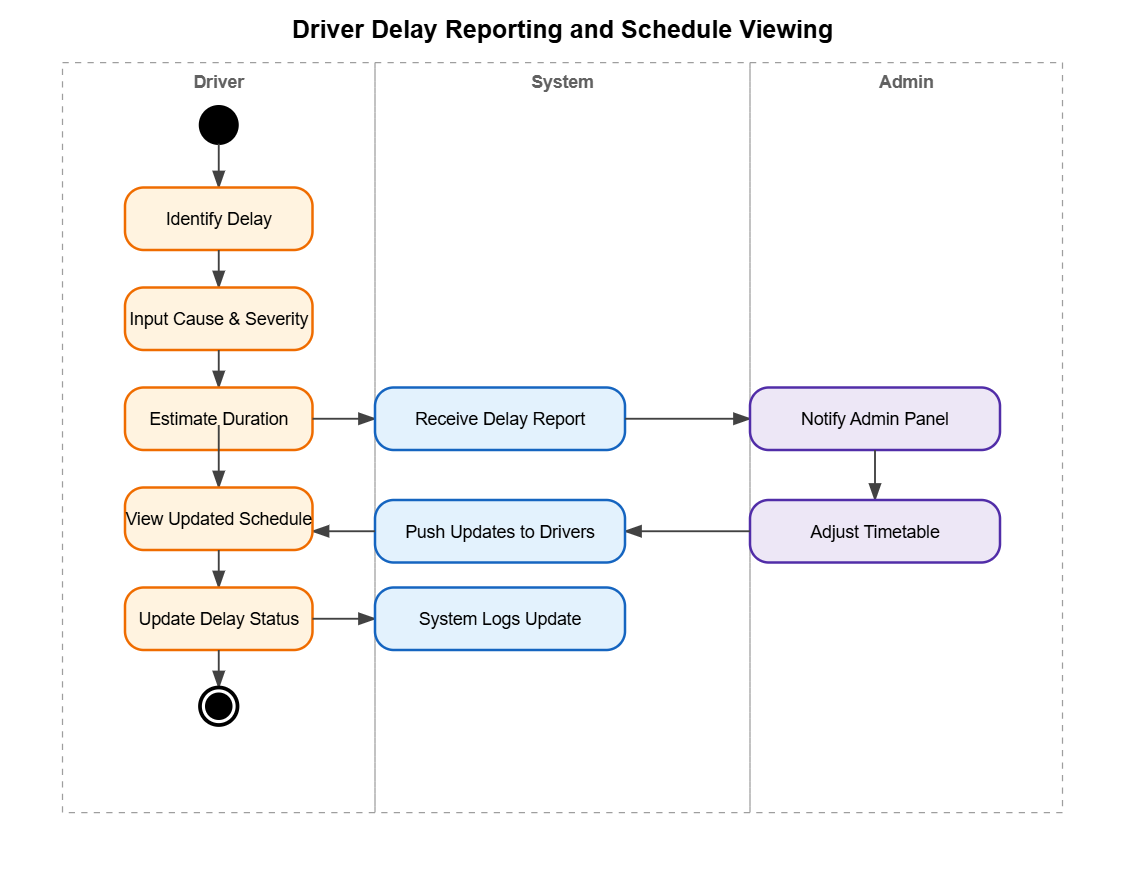 Driver Delay Reporting and Schedule Viewing
Driver
System
Admin
Identify Delay
Input Cause & Severity
Estimate Duration
Receive Delay Report
Notify Admin Panel
View Updated Schedule
Push Updates to Drivers
Adjust Timetable
Update Delay Status
System Logs Update